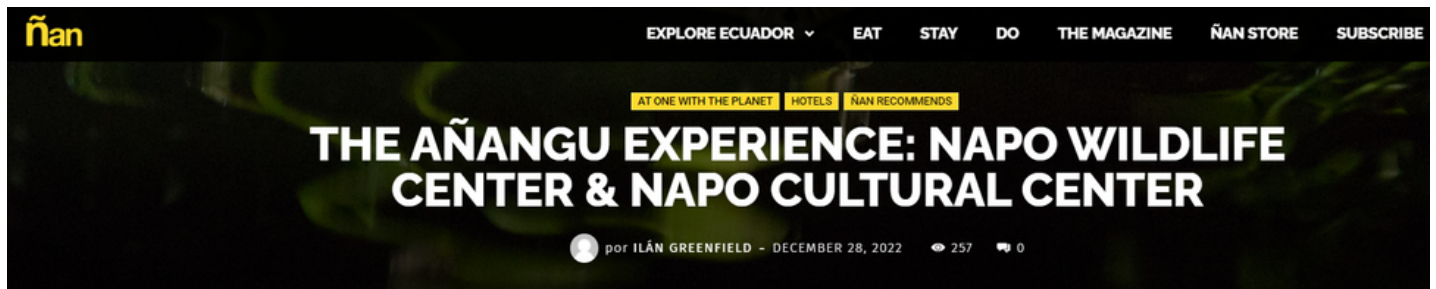 ñan
EXPLORE ECUADOR EAT STAY DO THE MAGAZINE ÑAN STORE SUBSCRIBE
AT ONE WITH THE PLANET HOTELS ÑAN RECOMMENDS
THE AÑANGU EXPERIENCE: NAPO WILDLIFE
CENTER & NAPO CULTURAL CENTER
por ILÁN GREENFIELD - DECEMBER 28, 2022 257 0